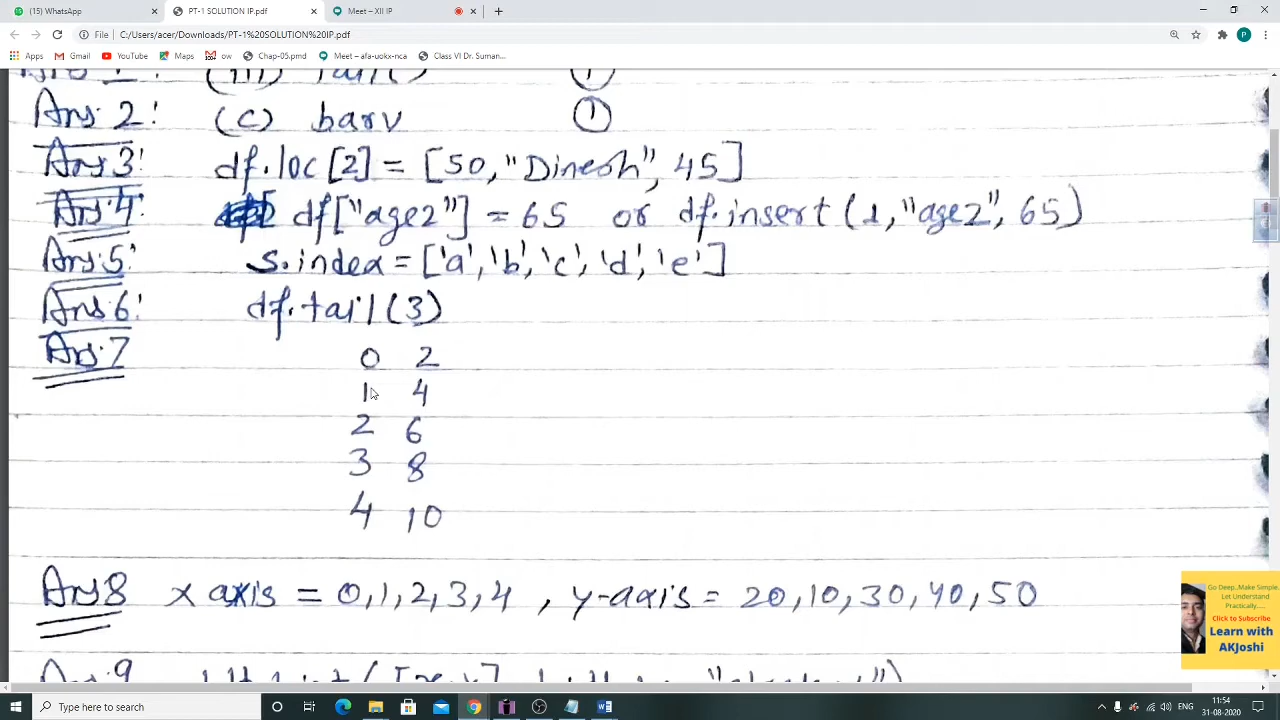 (15) WhatsApp
PT-1 SOLUTION IP.pdf
Meet – XII IP
File | C:/Users/acer/Downloads/PT-1%20SOLUTION%20IP.pdf
Apps
Gmail
YouTube
Maps
ow
Chap-05.pmd
Meet – afa-uokx-nca
Class VI Dr. Suman...
(iii) tail()
Ans 2: (c) barv 1
Ans 3: df.loc [2] = [50, "Dinesh", 45]
Ans 4: df["age2"] = 65 or df.insert (1, "age2", 65)
Ans 5: s.index = ['a', 'b', 'c', 'd', 'e']
Ans 6: df.tail (3)
Ans 7 0 2
1 4
2 6
3 8
4 10
Ans 8 x axis = 0,1,2,3,4 y-axis = 20,10,30,40,50
Ans 9
Go Deep..Make Simple.
Let Understand
Practically.....
Click to Subscribe
Learn with
AKJoshi
Type here to search
11:54
31-08-2020